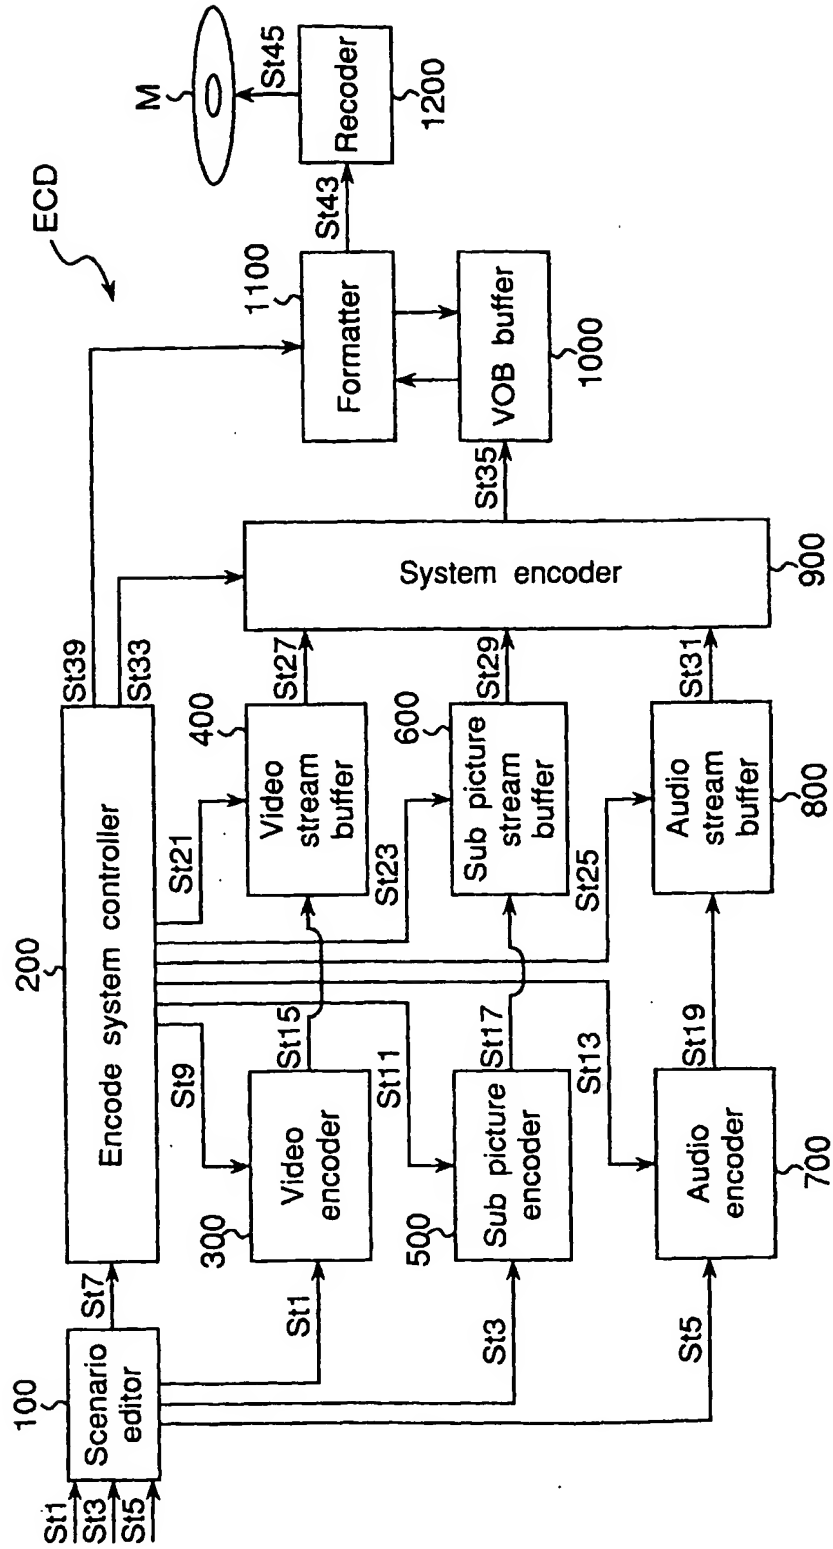 ECD
M
St45
Recoder
1200
St43
1100
Formatter
VOB buffer
1000
St35
System encoder
900
St39
St33
St27
St29
St31
200
Encode system controller
St21
400
Video
stream
buffer
St23
600
Sub picture
stream
buffer
St25
Audio
stream
buffer
800
St9
St15
300
Video
encoder
St11
St17
500
Sub picture
encoder
St13
St19
Audio
encoder
700
St7
100
Scenario
editor
St1
St3
St5
St1
St3
St5